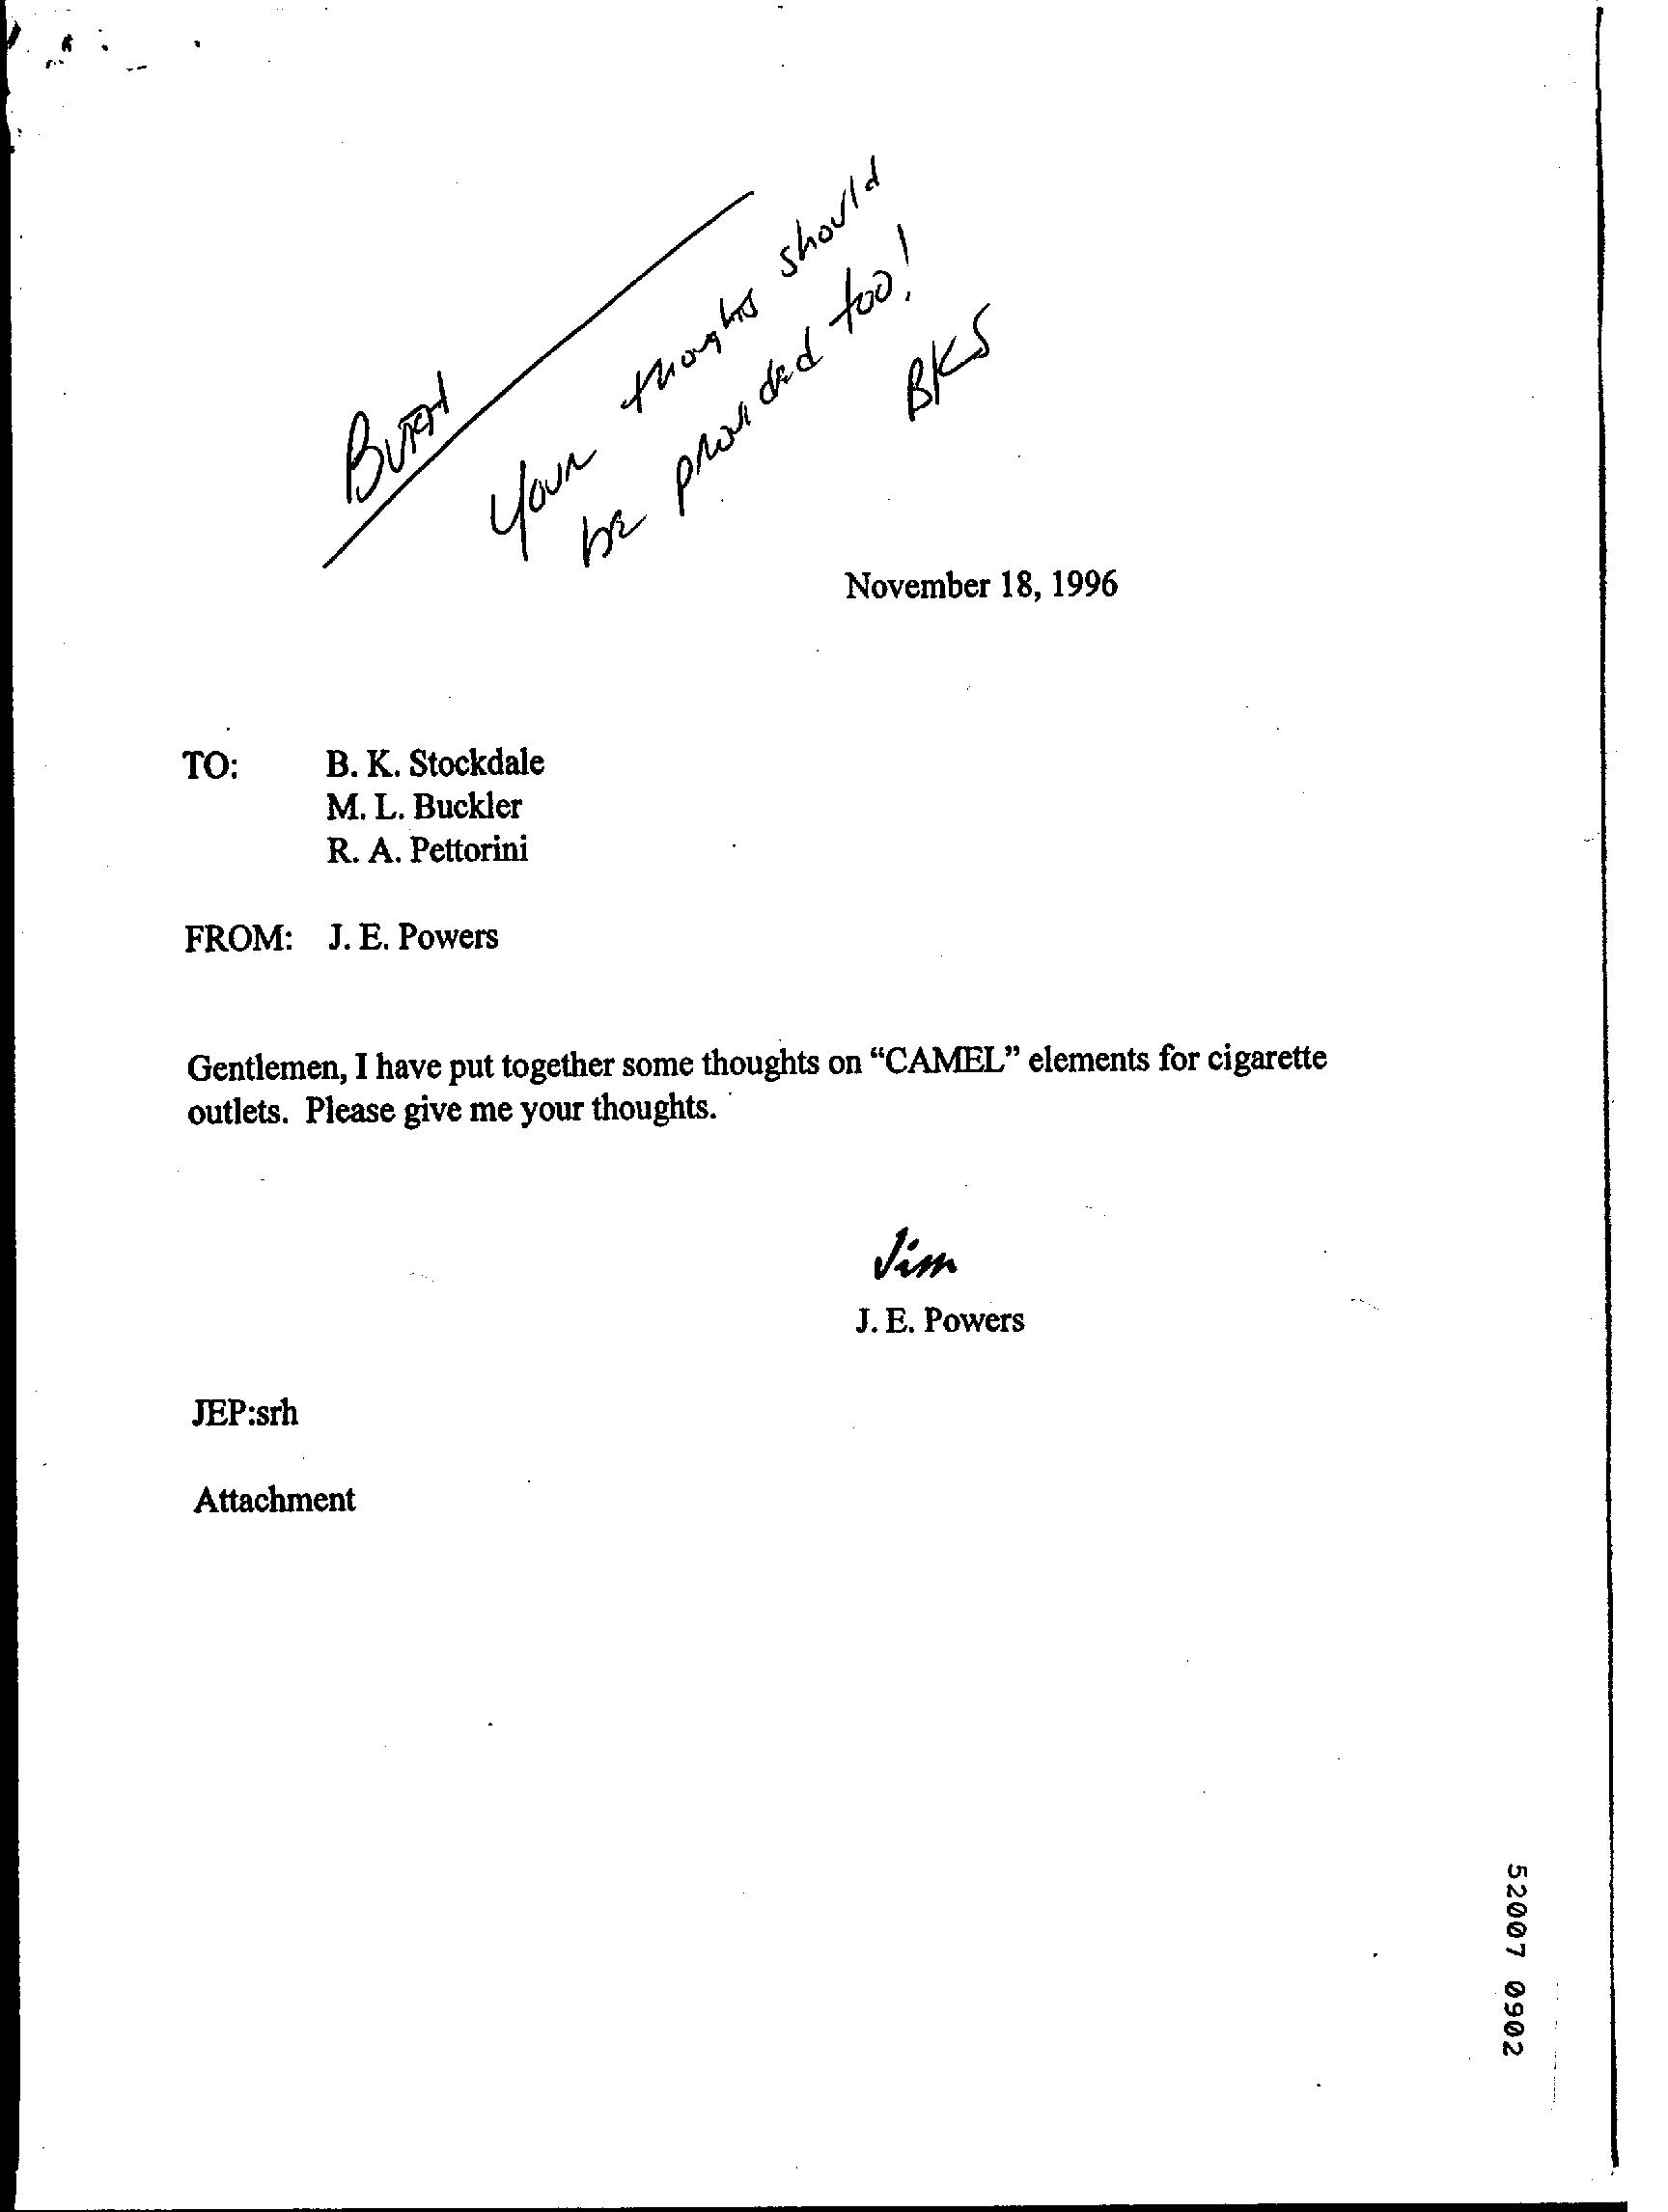 Your thoughts should
be provided too!
BKS
November 18, 1996
TO: B. K. Stockdale
M. L. Buckler
R. A. Pettorini
FROM: J. E. Powers
Gentlemen, I have put together some thoughts on “CAMEL” elements for cigarette
outlets. Please give me your thoughts.
Jim
J. E. Powers
JEP:srh
Attachment
52007 0902